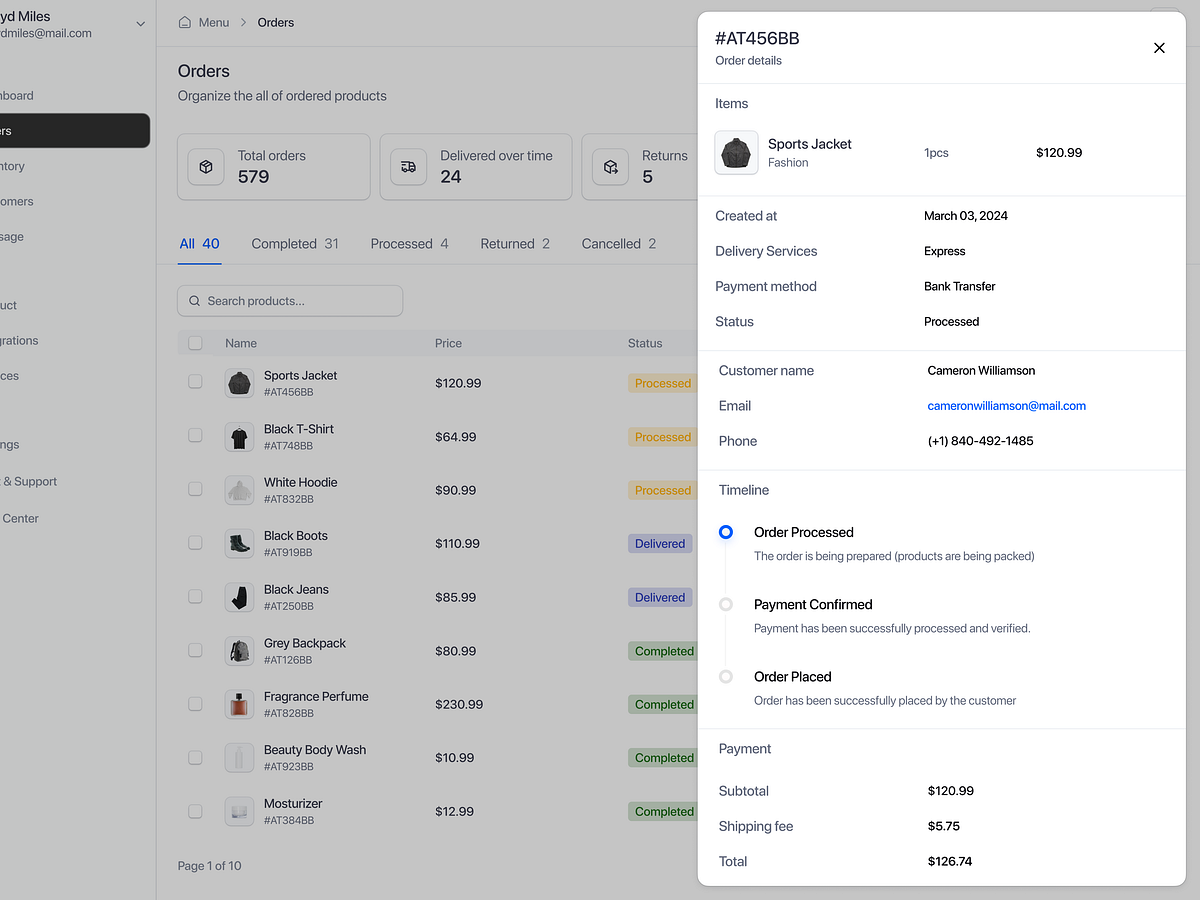 yd Miles
dmiles@mail.com
board
ers
ntory
omers
sage
uct
grations
ces
ngs
& Support
Center
Menu > Orders
Orders
Organize the all of ordered products
Total orders
579
Delivered over time
24
Returns
5
All 40 Completed 31 Processed 4 Returned 2 Cancelled 2
Search products...
Name Price Status
Sports Jacket
#AT456BB
$120.99
Processed
Black T-Shirt
#AT748BB
$64.99
Processed
White Hoodie
#AT832BB
$90.99
Processed
Black Boots
#AT919BB
$110.99
Delivered
Black Jeans
#AT250BB
$85.99
Delivered
Grey Backpack
#AT126BB
$80.99
Completed
Fragrance Perfume
#AT828BB
$230.99
Completed
Beauty Body Wash
#AT923BB
$10.99
Completed
Mosturizer
#AT384BB
$12.99
Completed
Page 1 of 10
#AT456BB
Order details
Items
Sports Jacket
Fashion
1pcs
$120.99
Created at March 03, 2024
Delivery Services Express
Payment method Bank Transfer
Status Processed
Customer name Cameron Williamson
Email cameronwilliamson@mail.com
Phone (+1) 840-492-1485
Timeline
Order Processed
The order is being prepared (products are being packed)
Payment Confirmed
Payment has been successfully processed and verified.
Order Placed
Order has been successfully placed by the customer
Payment
Subtotal $120.99
Shipping fee $5.75
Total $126.74